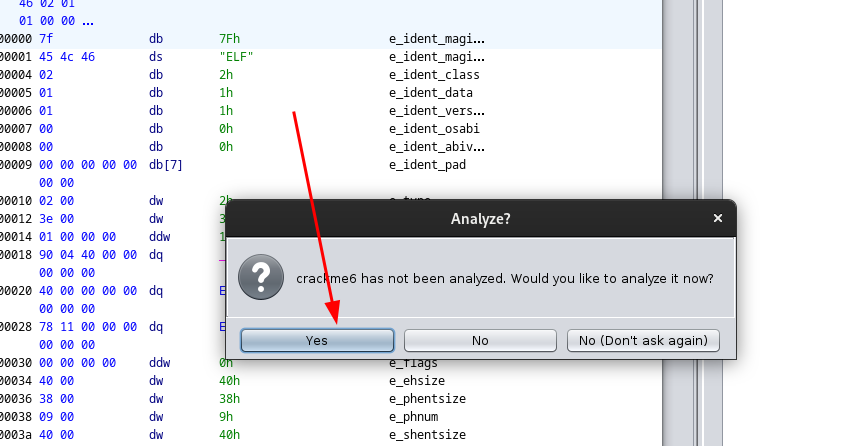 46 02 01
01 00 00 ...
00000 7f db 7Fh e_ident_magi...
00001 45 4c 46 ds "ELF" e_ident_magi...
00004 02 db 2h e_ident_class
00005 01 db 1h e_ident_data
00006 01 db 1h e_ident_vers...
00007 00 db 0h e_ident_osabi
00008 00 db 0h e_ident_abiv...
00009 00 00 00 00 00 db[7] e_ident_pad
00 00
00010 02 00 dw 2h
00012 3e 00 dw 3
00014 01 00 00 00 ddw 1
00018 90 04 40 00 00 dq
00 00 00
00020 40 00 00 00 00 dq E
00 00 00
00028 78 11 00 00 00 dq E
00 00 00
00030 00 00 00 00 ddw 0h e_flags
00034 40 00 dw 40h e_ehsize
00036 38 00 dw 38h e_phentsize
00038 09 00 dw 9h e_phnum
0003a 40 00 dw 40h e_shentsize
Analyze?
×
crackme6 has not been analyzed. Would you like to analyze it now?
Yes No No (Don't ask again)